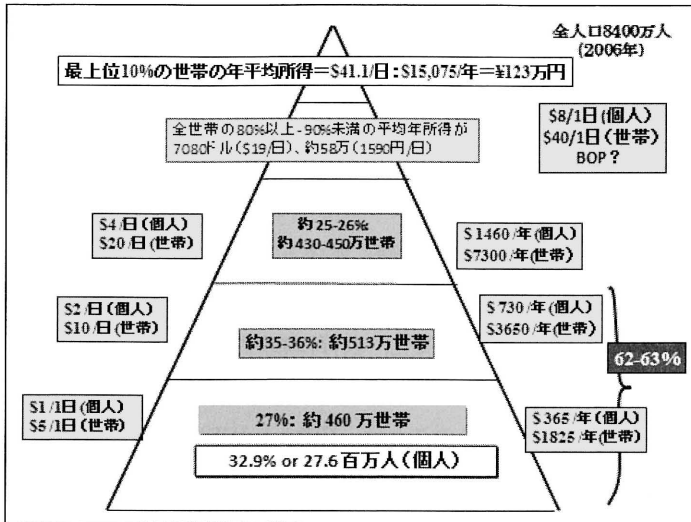 全人口8400万人
(2006年)
最上位10%の世帯の年平均所得＝$41.1/日：$15,075/年＝¥123万円
全世帯の80%以上-90%未満の平均年所得が
7080ドル($19/日)、約58万(1590円/日)
$8/1日(個人)
$40/1日(世帯)
BOP？
$4/日(個人)
$20/日(世帯)
約25-26%:
約430-450万世帯
$1460/年(個人)
$7300/年(世帯)
$2/日(個人)
$10/日(世帯)
$730/年(個人)
$3650/年(世帯)
約35-36%: 約513万世帯
62-63%
$1/1日(個人)
$5/1日(世帯)
27%: 約460万世帯
$365/年(個人)
$1825/年(世帯)
32.9% or 27.6百万人(個人)